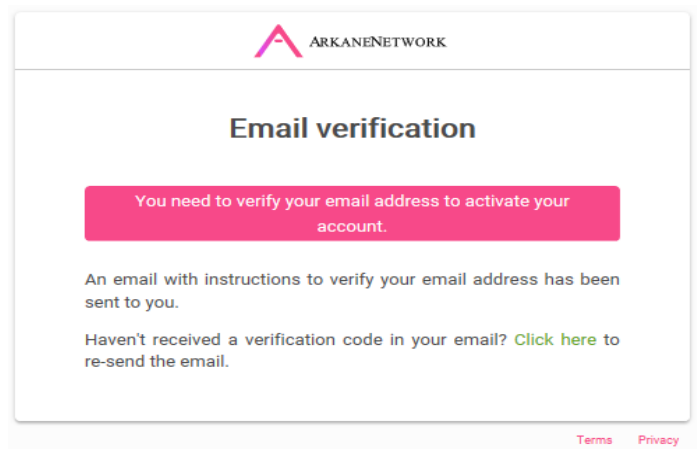 ARKANENETWORK
Email verification
You need to verify your email address to activate your
account.
An email with instructions to verify your email address has been
sent to you.
Haven't received a verification code in your email? Click here to
re-send the email.
Terms Privacy